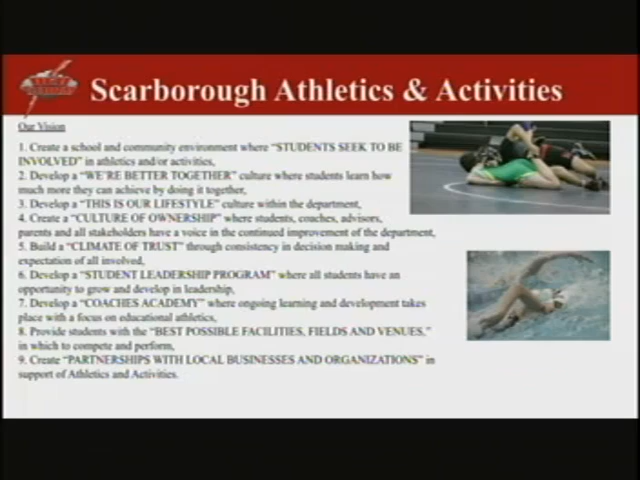 Scarborough Athletics & Activities
Our Vision
1. Create a school and community environment where "STUDENTS SEEK TO BE
INVOLVED" in athletics and/or activities,
2. Develop a "WE'RE BETTER TOGETHER" culture where students learn how
much more they can achieve by doing it together,
3. Develop a "THIS IS OUR LIFESTYLE" culture within the department,
4. Create a "CULTURE OF OWNERSHIP" where students, coaches, advisors,
parents and all stakeholders have a voice in the continued improvement of the department,
5. Build a "CLIMATE OF TRUST" through consistency in decision making and
expectation of all involved,
6. Develop a "STUDENT LEADERSHIP PROGRAM" where all students have an
opportunity to grow and develop in leadership,
7. Develop a "COACHES ACADEMY" where ongoing learning and development takes
place with a focus on educational athletics,
8. Provide students with the "BEST POSSIBLE FACILITIES, FIELDS AND VENUES,"
in which to compete and perform,
9. Create "PARTNERSHIPS WITH LOCAL BUSINESSES AND ORGANIZATIONS" in
support of Athletics and Activities.